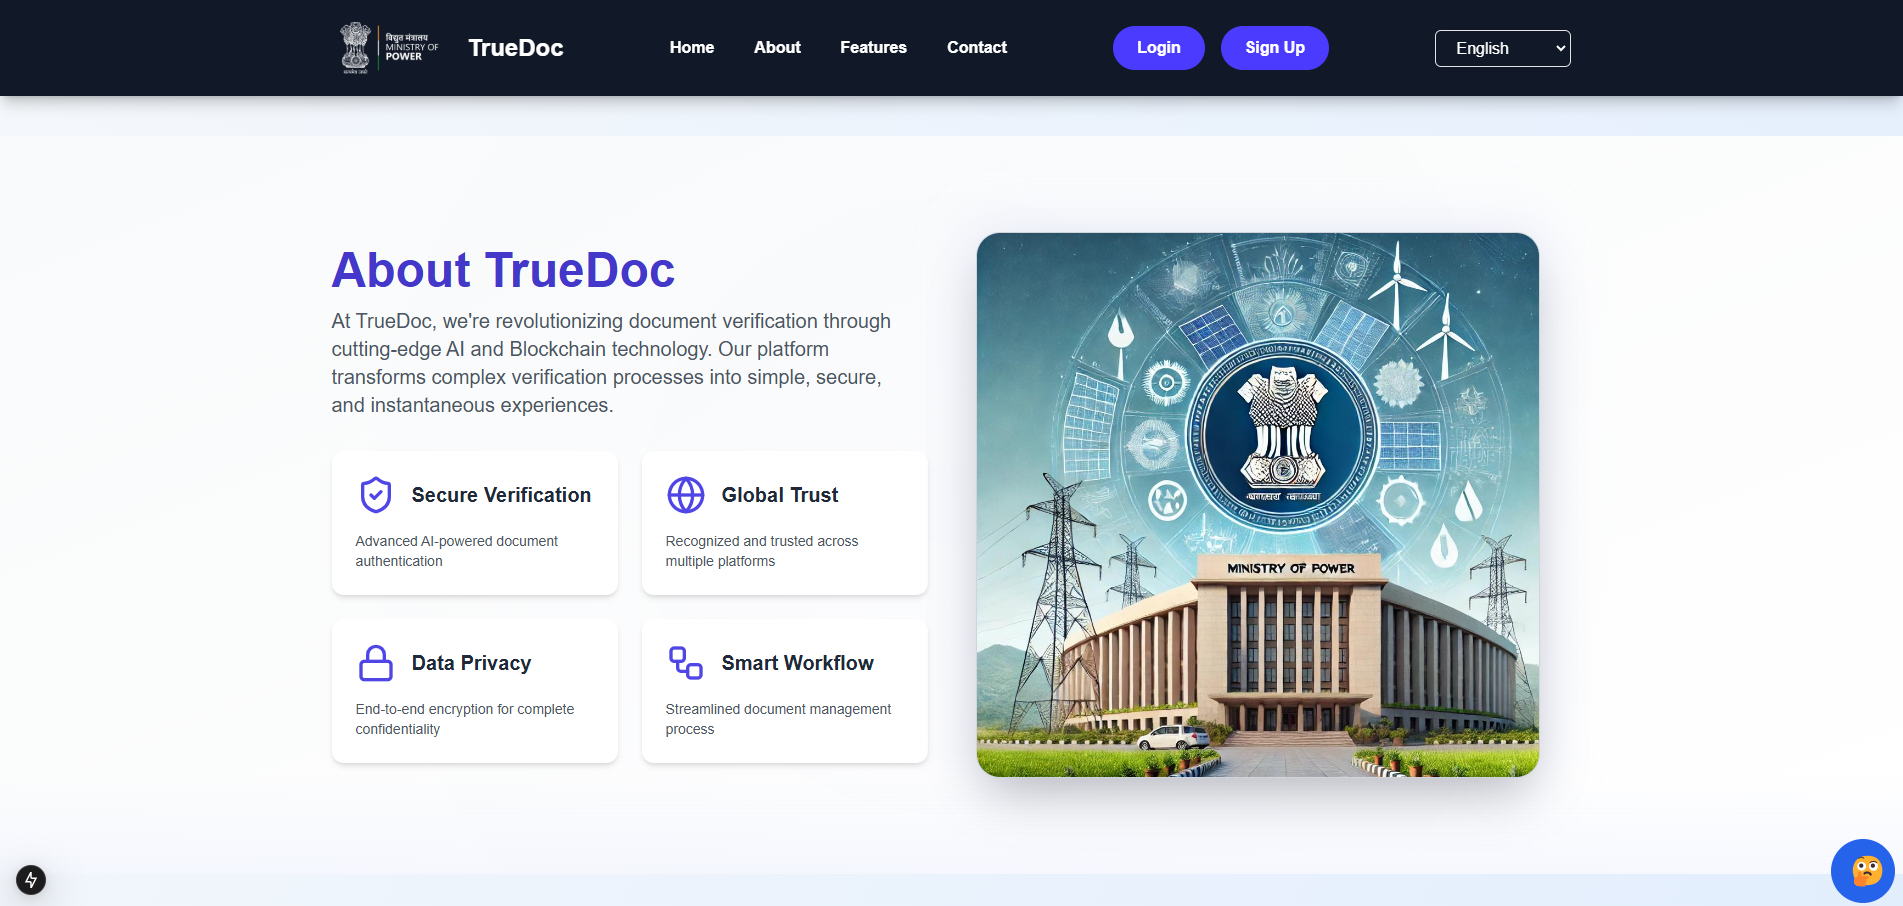 विद्युत मंत्रालय
MINISTRY OF
POWER
सत्यमेव जयते
TrueDoc
Home
About
Features
Contact
Login
Sign Up
English
About TrueDoc
At TrueDoc, we're revolutionizing document verification through
cutting-edge AI and Blockchain technology. Our platform
transforms complex verification processes into simple, secure,
and instantaneous experiences.
Secure Verification
Advanced AI-powered document
authentication
Global Trust
Recognized and trusted across
multiple platforms
Data Privacy
End-to-end encryption for complete
confidentiality
Smart Workflow
Streamlined document management
process
MINISTRY OF POWER